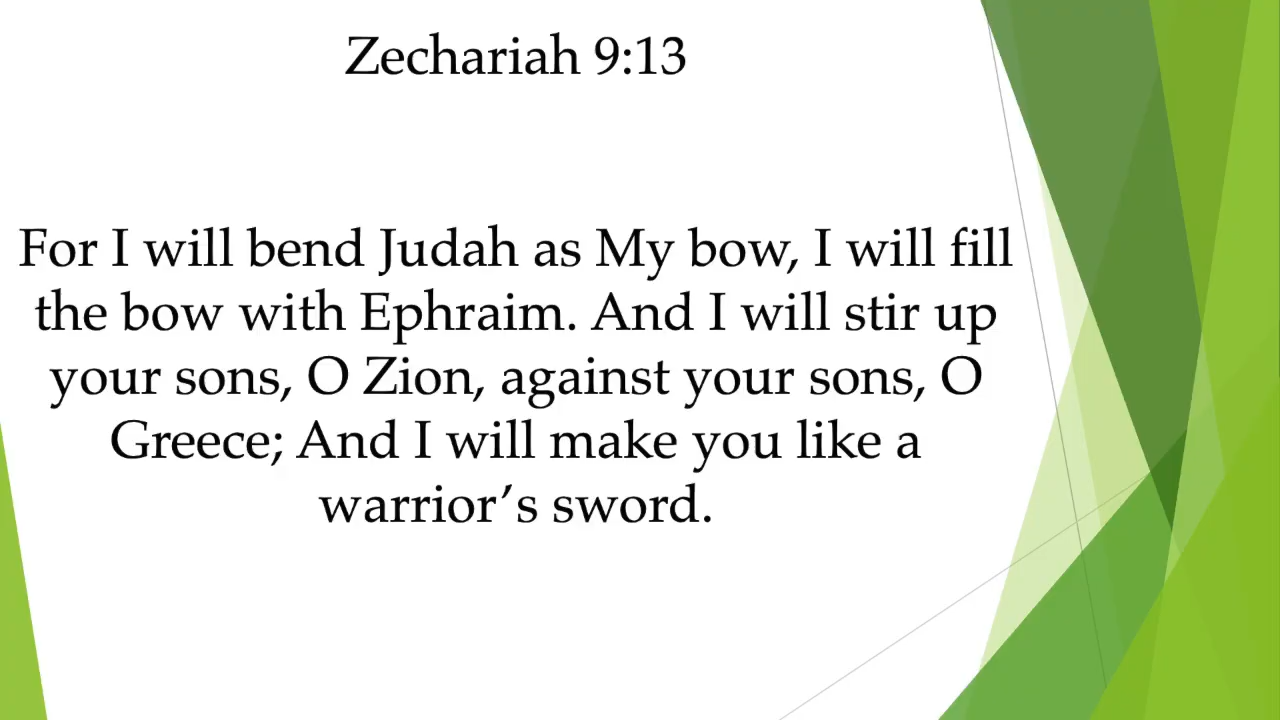 Zechariah 9:13
For I will bend Judah as My bow, I will fill
the bow with Ephraim. And I will stir up
your sons, O Zion, against your sons, O
Greece; And I will make you like a
warrior’s sword.